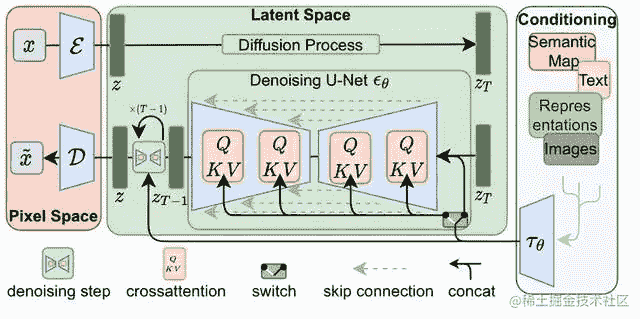 Latent Space
Conditioning
x
ℰ
Diffusion Process
Semantic
Map
z
z_T
Text
Denoising U-Net ϵ_θ
×(T−1)
Repres
entations
Images
x̃
D
Q
KV
Q
KV
Q
KV
Q
KV
z
z_{T−1}
z_T
Pixel Space
τ_θ
Q
KV
denoising step
crossattention
switch
skip connection
concat
@稀土掘金技术社区